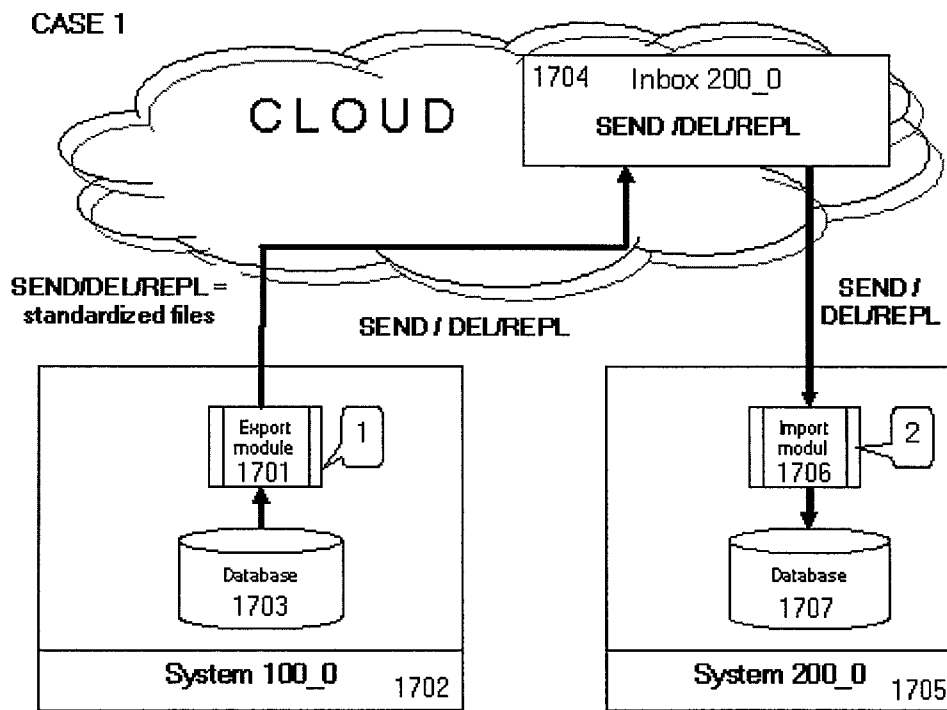 CASE 1
1704 Inbox 200_0
CLOUD
SEND /DEL/REPL
SEND/DEL/REPL =
standardized files
SEND / DEL/REPL
SEND /
DEL/REPL
Export
module
1701
1
Import
modul
1706
2
Database
1703
Database
1707
System 100_0 1702
System 200_0 1705